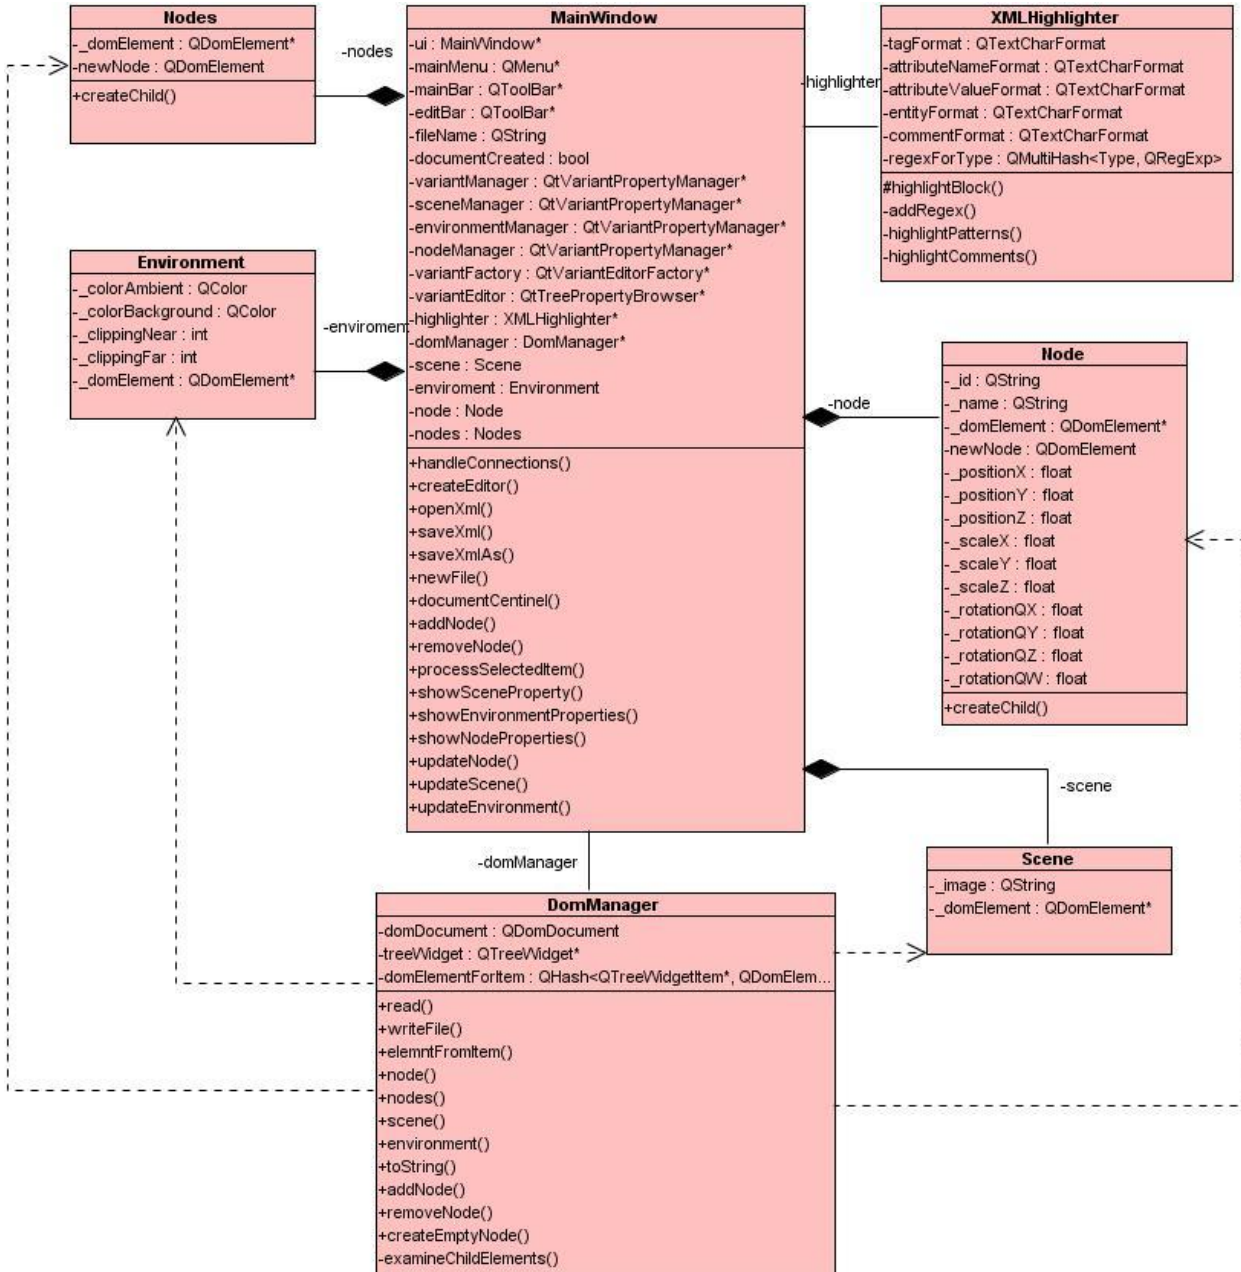 Nodes
-_domElement : QDomElement*
-newNode : QDomElement
+createChild()
-nodes
MainWindow
-ui : MainWindow*
-mainMenu : QMenu*
-mainBar : QToolBar*
-editBar : QToolBar*
-fileName : QString
-documentCreated : bool
-variantManager : QtVariantPropertyManager*
-sceneManager : QtVariantPropertyManager*
-environmentManager : QtVariantPropertyManager*
-nodeManager : QtVariantPropertyManager*
-variantFactory : QtVariantEditorFactory*
-variantEditor : QtTreePropertyBrowser*
-highlighter : XMLHighlighter*
-domManager : DomManager*
-scene : Scene
-enviroment : Environment
-node : Node
-nodes : Nodes
+handleConnections()
+createEditor()
+openXml()
+saveXml()
+saveXmlAs()
+newFile()
+documentCentinel()
+addNode()
+removeNode()
+processSelectedItem()
+showSceneProperty()
+showEnvironmentProperties()
+showNodeProperties()
+updateNode()
+updateScene()
+updateEnvironment()
-highlighter
XMLHighlighter
-tagFormat : QTextCharFormat
-attributeNameFormat : QTextCharFormat
-attributeValueFormat : QTextCharFormat
-entityFormat : QTextCharFormat
-commentFormat : QTextCharFormat
-regexForType : QMultiHash<Type, QRegExp>
#highlightBlock()
-addRegex()
-highlightPatterns()
-highlightComments()
Environment
-_colorAmbient : QColor
-_colorBackground : QColor
-_clippingNear : int
-_clippingFar : int
-_domElement : QDomElement*
-enviroment
-node
Node
-_id : QString
-_name : QString
-_domElement : QDomElement*
-newNode : QDomElement
-_positionX : float
-_positionY : float
-_positionZ : float
-_scaleX : float
-_scaleY : float
-_scaleZ : float
-_rotationQX : float
-_rotationQY : float
-_rotationQZ : float
-_rotationQW : float
+createChild()
-scene
Scene
-_image : QString
-_domElement : QDomElement*
-domManager
DomManager
-domDocument : QDomDocument
-treeWidget : QTreeWidget*
-domElementForItem : QHash<QTreeWidgetItem*, QDomElem...
+read()
+writeFile()
+elemntFromItem()
+node()
+nodes()
+scene()
+environment()
+toString()
+addNode()
+removeNode()
+createEmptyNode()
-examineChildElements()